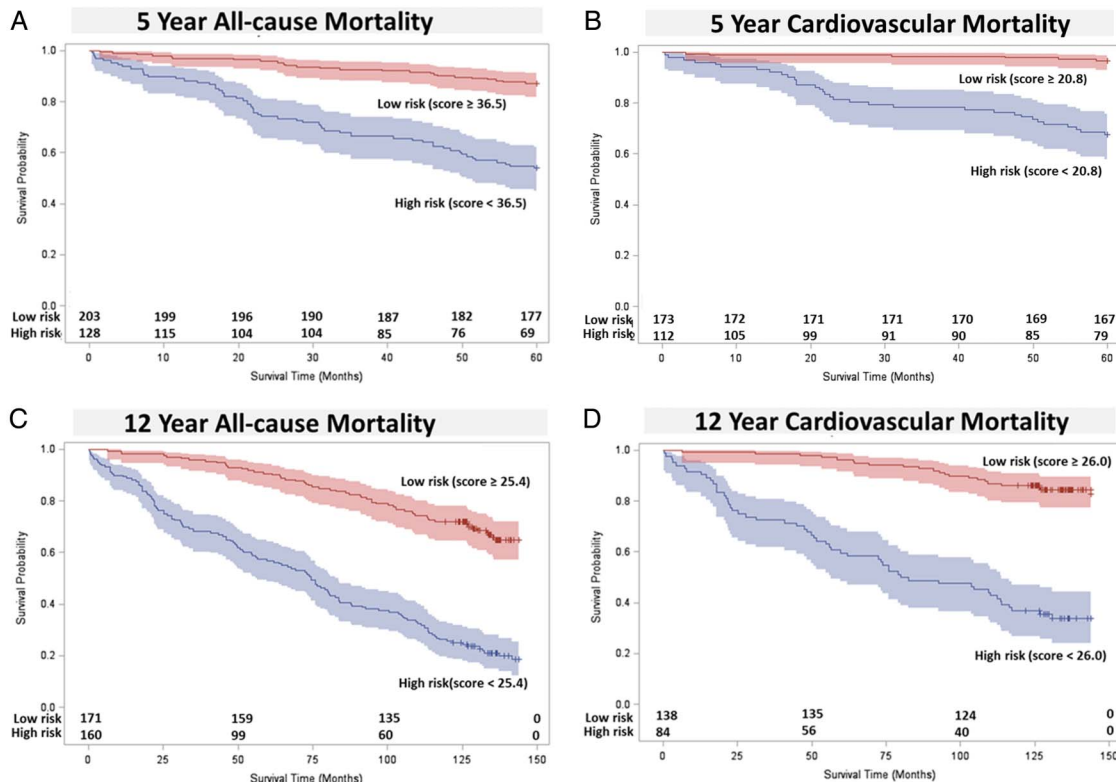 A
5 Year All-cause Mortality
1.0
0.8
0.6
0.4
0.2
0.0
Survival Probability
Low risk (score ≥ 36.5)
High risk (score < 36.5)
Low risk 203 199 196 190 187 182 177
High risk 128 115 104 104 85 76 69
0 10 20 30 40 50 60
Survival Time (Months)
B
5 Year Cardiovascular Mortality
1.0
0.8
0.6
0.4
0.2
0.0
Survival Probability
Low risk (score ≥ 20.8)
High risk (score < 20.8)
Low risk 173 172 171 171 170 169 167
High risk 112 105 99 91 90 85 79
0 10 20 30 40 50 60
Survival Time (Months)
C
12 Year All-cause Mortality
1.0
0.8
0.6
0.4
0.2
0.0
Survival Probability
Low risk (score ≥ 25.4)
High risk(score < 25.4)
Low risk 171 159 135 0
High risk 160 99 60 0
0 25 50 75 100 125 150
Survival Time (Months)
D
12 Year Cardiovascular Mortality
1.0
0.8
0.6
0.4
0.2
0.0
Survival Probability
Low risk (score ≥ 26.0)
High risk (score < 26.0)
Low risk 138 135 124 0
High risk 84 56 40 0
0 25 50 75 100 125 150
Survival Time (Months)